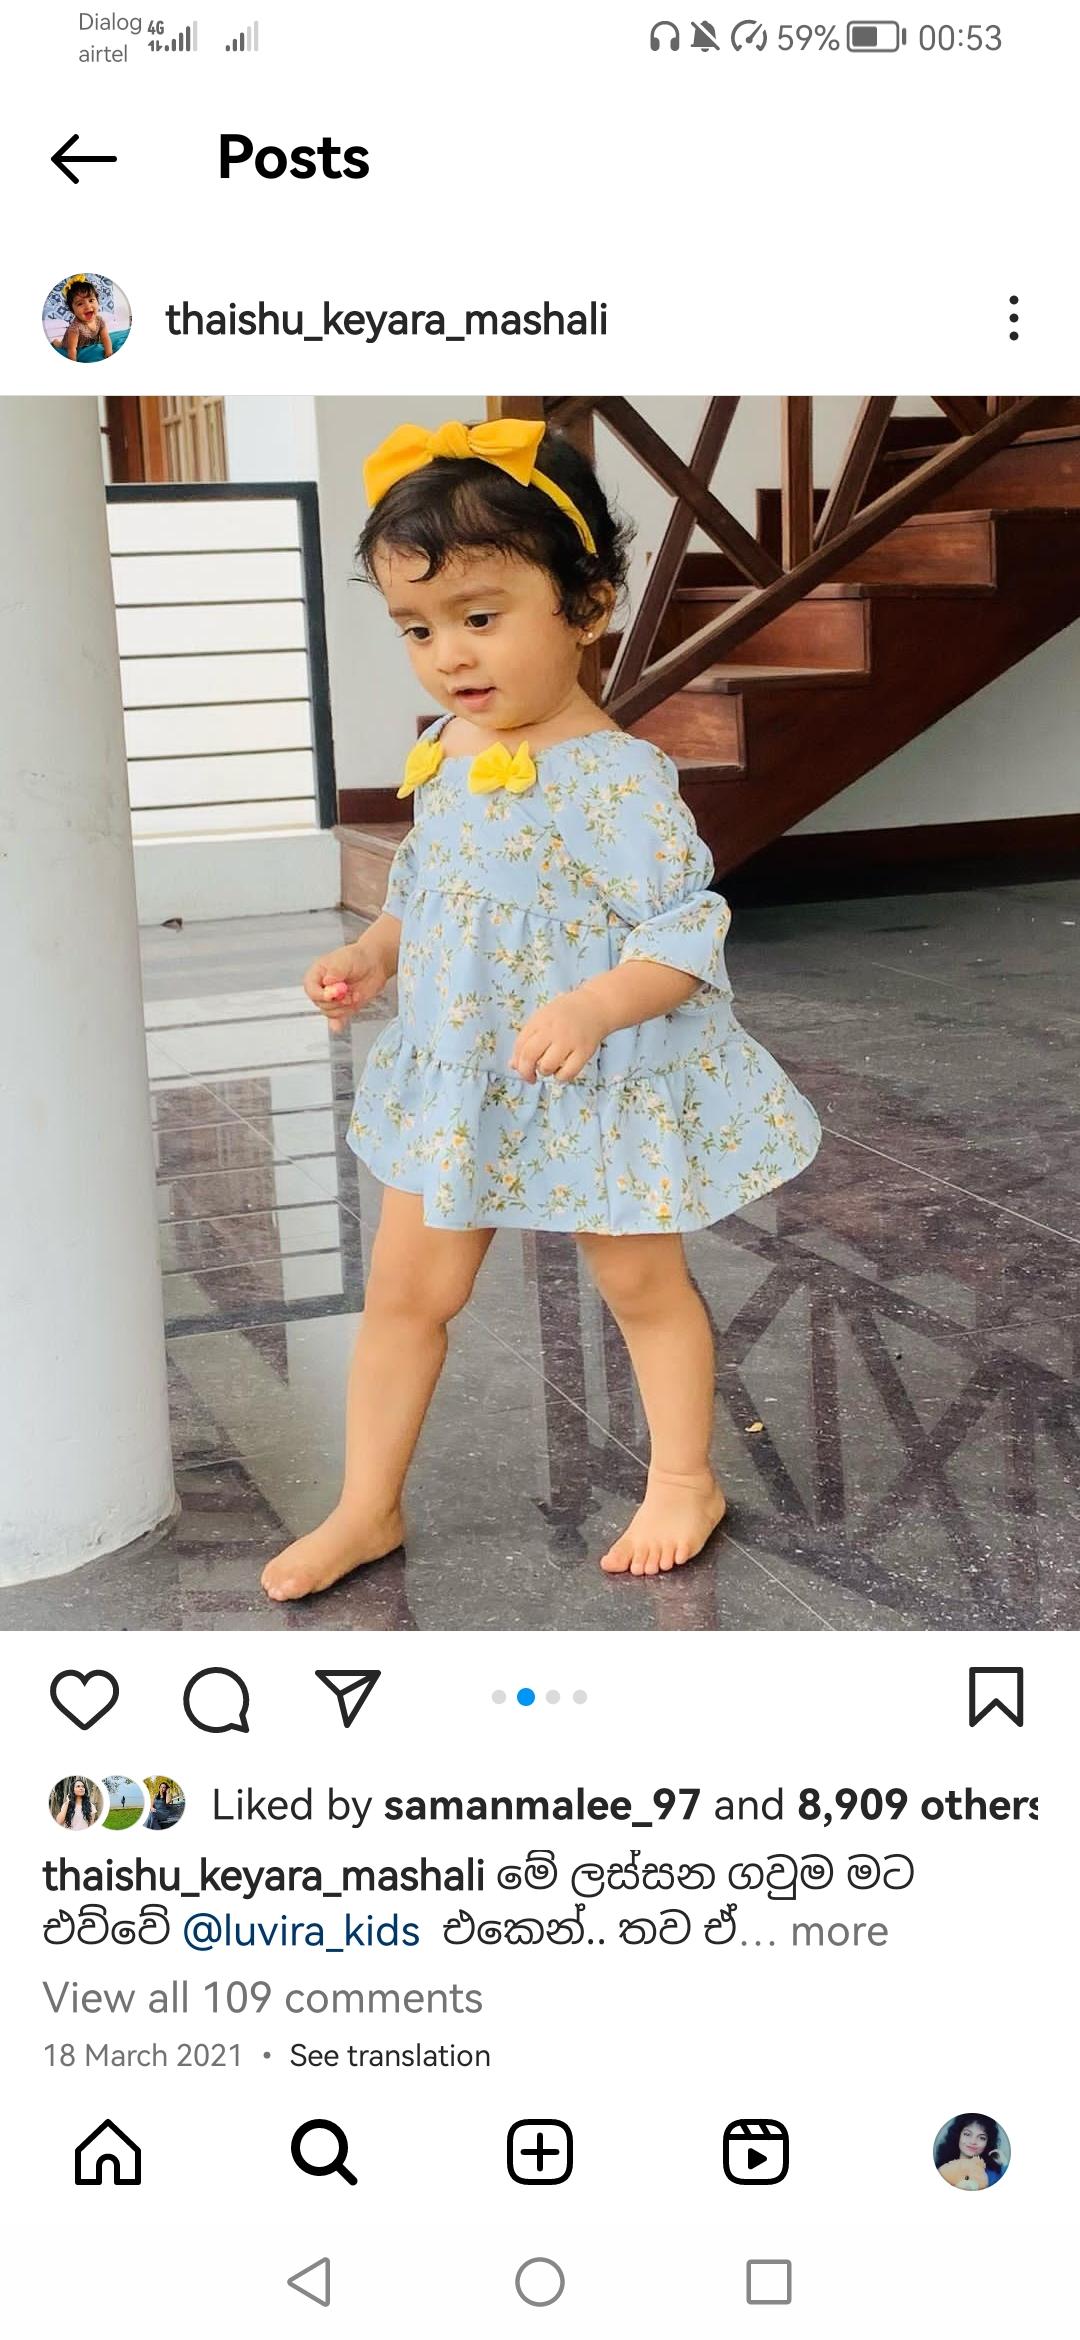 Dialog 4G
airtel
59% 00:53
Posts
thaishu_keyara_mashali
Liked by samanmalee_97 and 8,909 others
thaishu_keyara_mashali මේ ලස්සන ගවුම මට
එව්වේ @luvira_kids එකෙන්.. තව ඒ... more
View all 109 comments
18 March 2021 • See translation